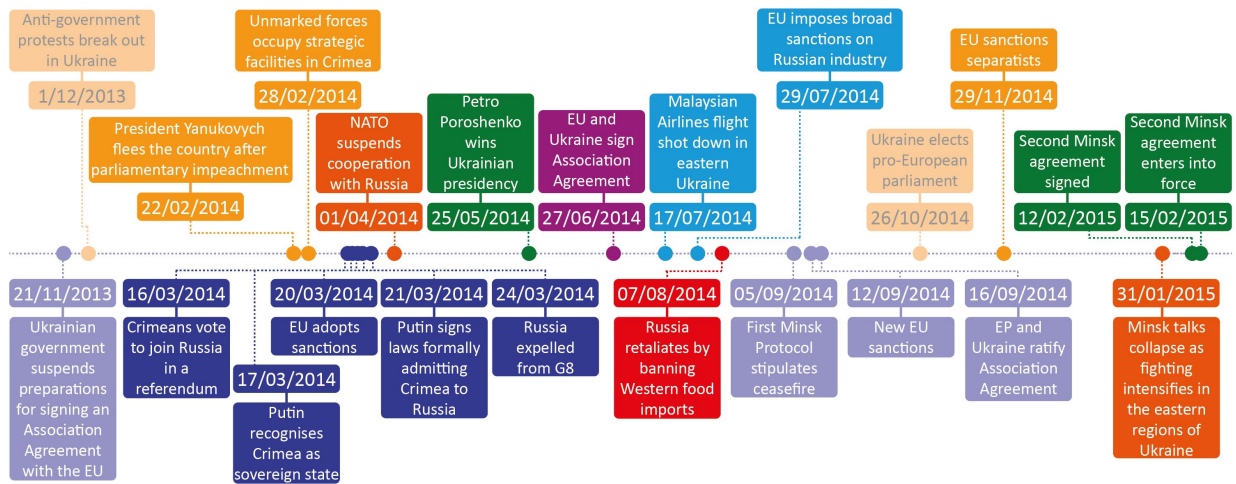 Anti-government
protests break out
in Ukraine
1/12/2013
President Yanukovych
flees the country after
parliamentary impeachment
22/02/2014
Unmarked forces
occupy strategic
facilities in Crimea
28/02/2014
NATO
suspends
cooperation
with Russia
01/04/2014
Petro
Poroshenko
wins
Ukrainian
presidency
25/05/2014
EU and
Ukraine sign
Association
Agreement
27/06/2014
Malaysian
Airlines flight
shot down in
eastern
Ukraine
17/07/2014
EU imposes broad
sanctions on
Russian industry
29/07/2014
Ukraine elects
pro-European
parliament
26/10/2014
EU sanctions
separatists
29/11/2014
Second Minsk
agreement
signed
12/02/2015
Second Minsk
agreement
enters into
force
15/02/2015
21/11/2013
Ukrainian
government
suspends
preparations
for signing an
Association
Agreement
with the EU
16/03/2014
Crimeans vote
to join Russia
in a
referendum
17/03/2014
Putin
recognises
Crimea as
sovereign state
20/03/2014
EU adopts
sanctions
21/03/2014
Putin signs
laws formally
admitting
Crimea to
Russia
24/03/2014
Russia
expelled
from G8
07/08/2014
Russia
retaliates by
banning
Western food
imports
05/09/2014
First Minsk
Protocol
stipulates
ceasefire
12/09/2014
New EU
sanctions
16/09/2014
EP and
Ukraine ratify
Association
Agreement
31/01/2015
Minsk talks
collapse as
fighting
intensifies in
the eastern
regions of
Ukraine